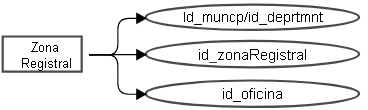 Zona
Registral
Id_muncp/id_deprtmnt
id_zonaRegistral
id_oficina